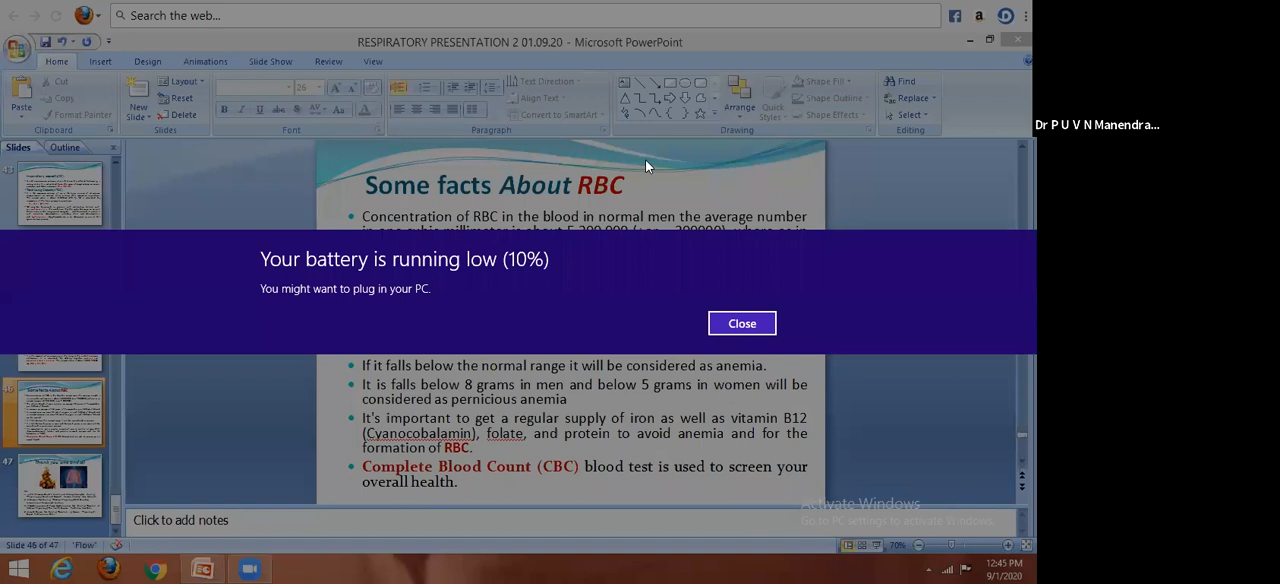 Search the web...
RESPIRATORY PRESENTATION 2 01.09.20 - Microsoft PowerPoint
Home Insert Design Animations Slide Show Review View
Cut
Copy
Format Painter
Paste
Clipboard
New
Slide
Layout
Reset
Delete
Slides
26
Font
Text Direction
Align Text
Convert to SmartArt
Paragraph
Arrange
Quick
Styles
Shape Fill
Shape Outline
Shape Effects
Drawing
Find
Replace
Select
Editing
Dr P U V N Manendra...
Slides Outline
43
Some facts About RBC
• Concentration of RBC in the blood in normal men the average number
Your battery is running low (10%)
You might want to plug in your PC.
Close
• If it falls below the normal range it will be considered as anemia.
• It is falls below 8 grams in men and below 5 grams in women will be
considered as pernicious anemia
• It's important to get a regular supply of iron as well as vitamin B12
(Cyanocobalamin), folate, and protein to avoid anemia and for the
formation of RBC.
• Complete Blood Count (CBC) blood test is used to screen your
overall health.
46
47
Activate Windows
Go to PC settings to activate Windows.
Click to add notes
Slide 46 of 47 'Flow' 70%
12:45 PM
9/1/2020